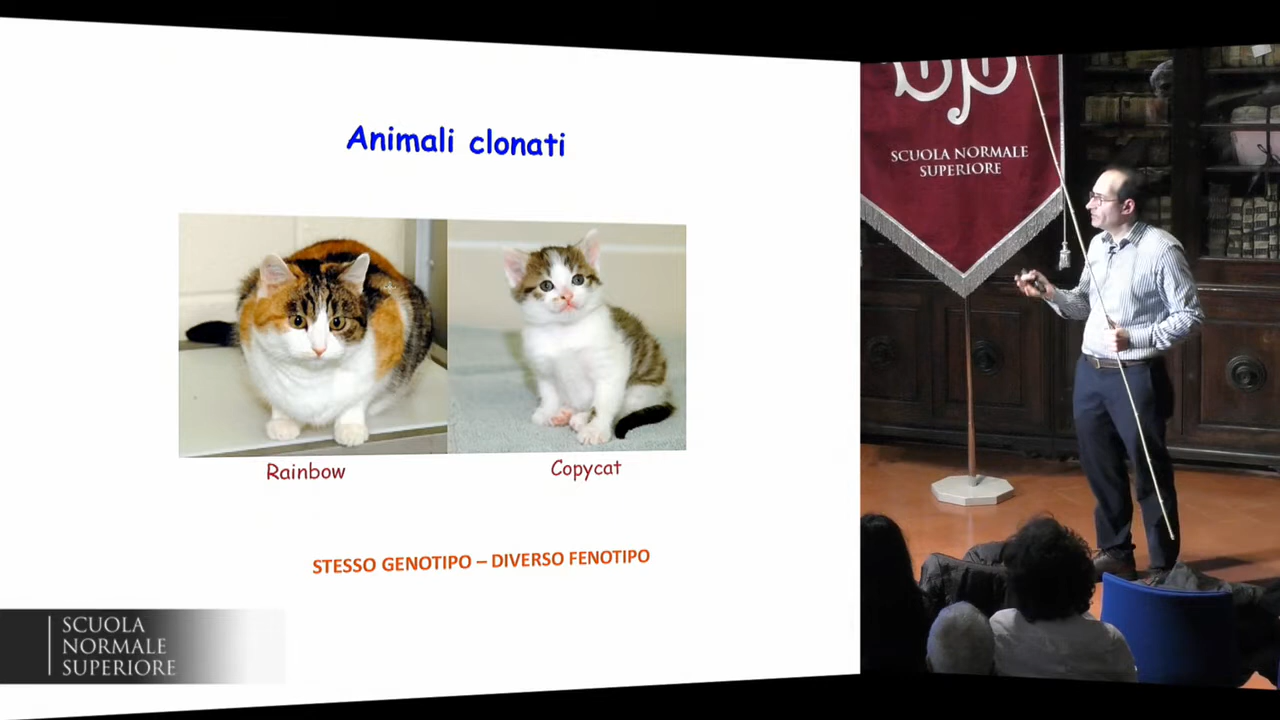 Animali clonati
Rainbow
Copycat
STESSO GENOTIPO – DIVERSO FENOTIPO
SCUOLA
NORMALE
SUPERIORE
SCUOLA NORMALE
SUPERIORE